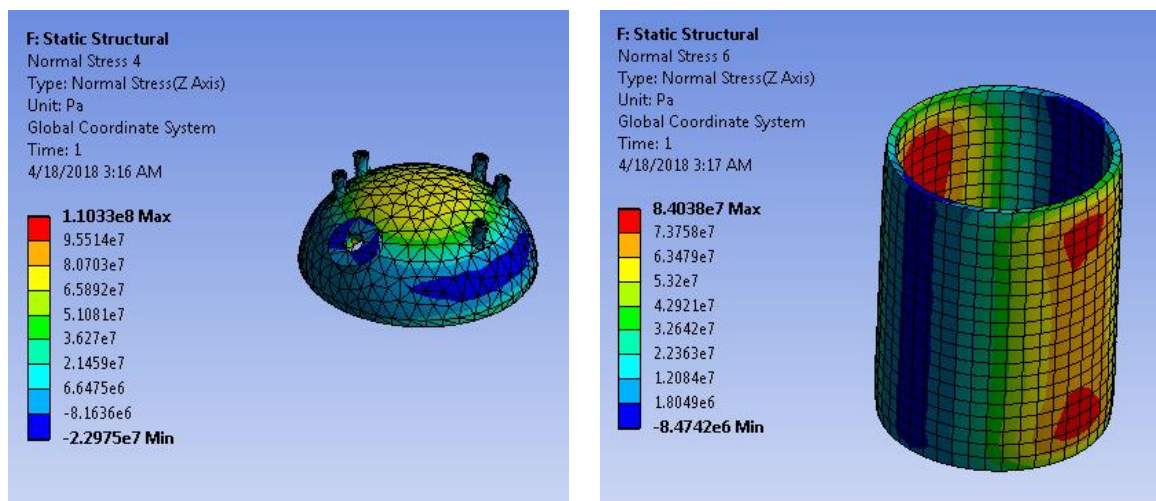 F: Static Structural
Normal Stress 4
Type: Normal Stress(Z Axis)
Unit: Pa
Global Coordinate System
Time: 1
4/18/2018 3:16 AM
1.1033e8 Max
9.5514e7
8.0703e7
6.5892e7
5.1081e7
3.627e7
2.1459e7
6.6475e6
-8.1636e6
-2.2975e7 Min
F: Static Structural
Normal Stress 6
Type: Normal Stress(Z Axis)
Unit: Pa
Global Coordinate System
Time: 1
4/18/2018 3:17 AM
8.4038e7 Max
7.3758e7
6.3479e7
5.32e7
4.2921e7
3.2642e7
2.2363e7
1.2084e7
1.8049e6
-8.4742e6 Min